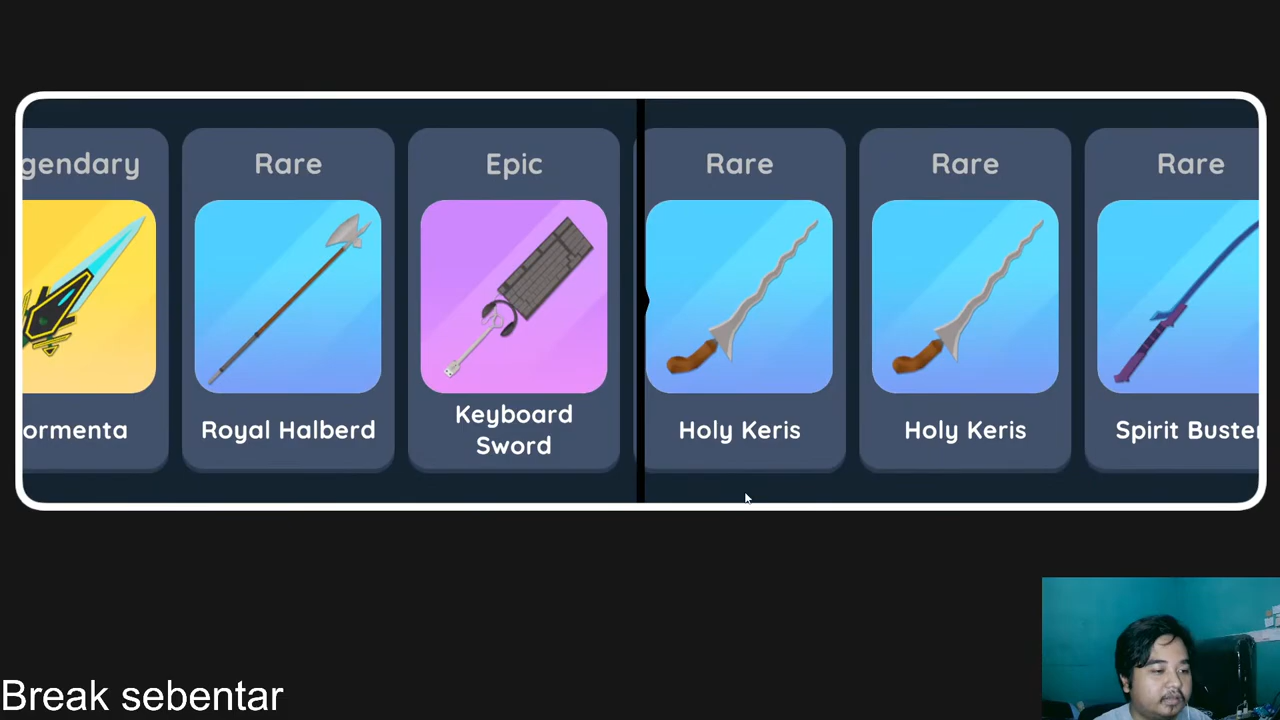 gendary
Rare
Epic
Rare
Rare
Rare
ormenta
Royal Halberd
Keyboard
Sword
Holy Keris
Holy Keris
Spirit Buster
Break sebentar